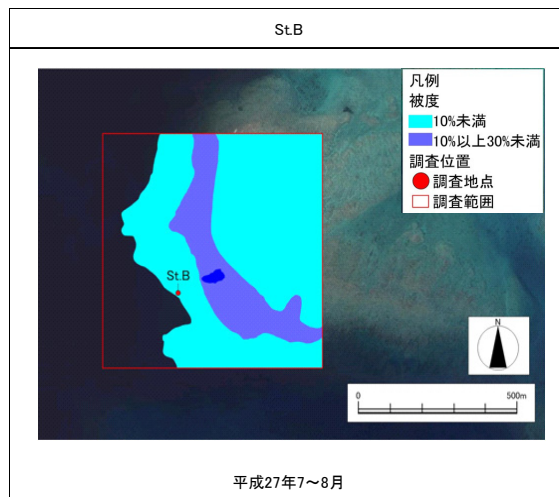 St.B
凡例
被度
10%未満
10%以上30%未満
調査位置
調査地点
調査範囲
St.B
N
0 500m
平成27年7～8月